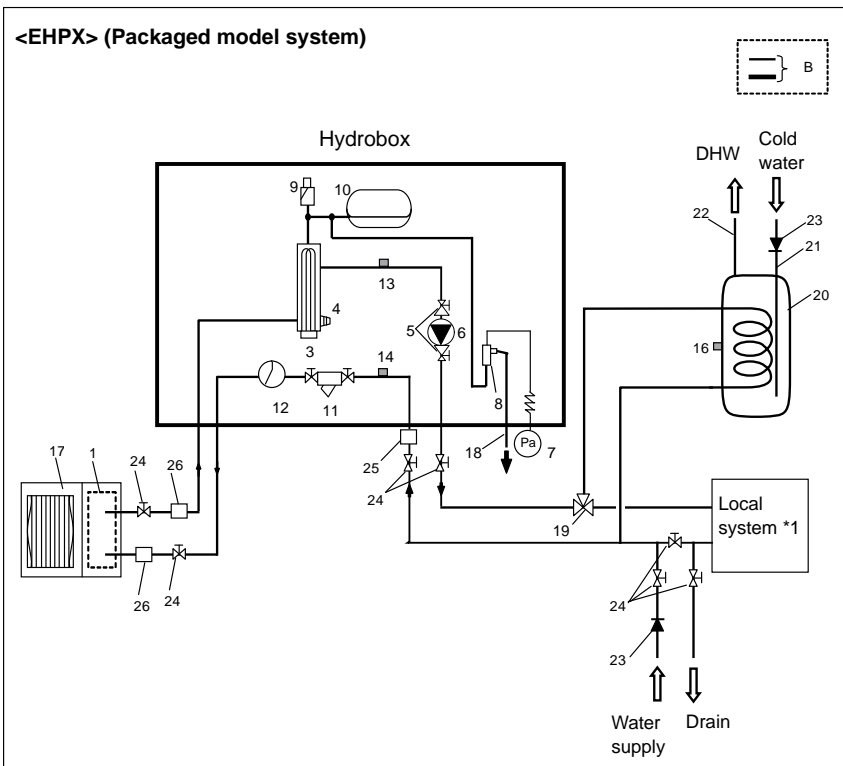 <EHPX> (Packaged model system)
B
Hydrobox
DHW
Cold
water
9
10
22
23
21
13
4
5
6
20
16
3
14
8
12
11
18
Pa
7
17
1
24
26
25
24
19
Local
system *1
26
24
24
23
Water
supply
Drain